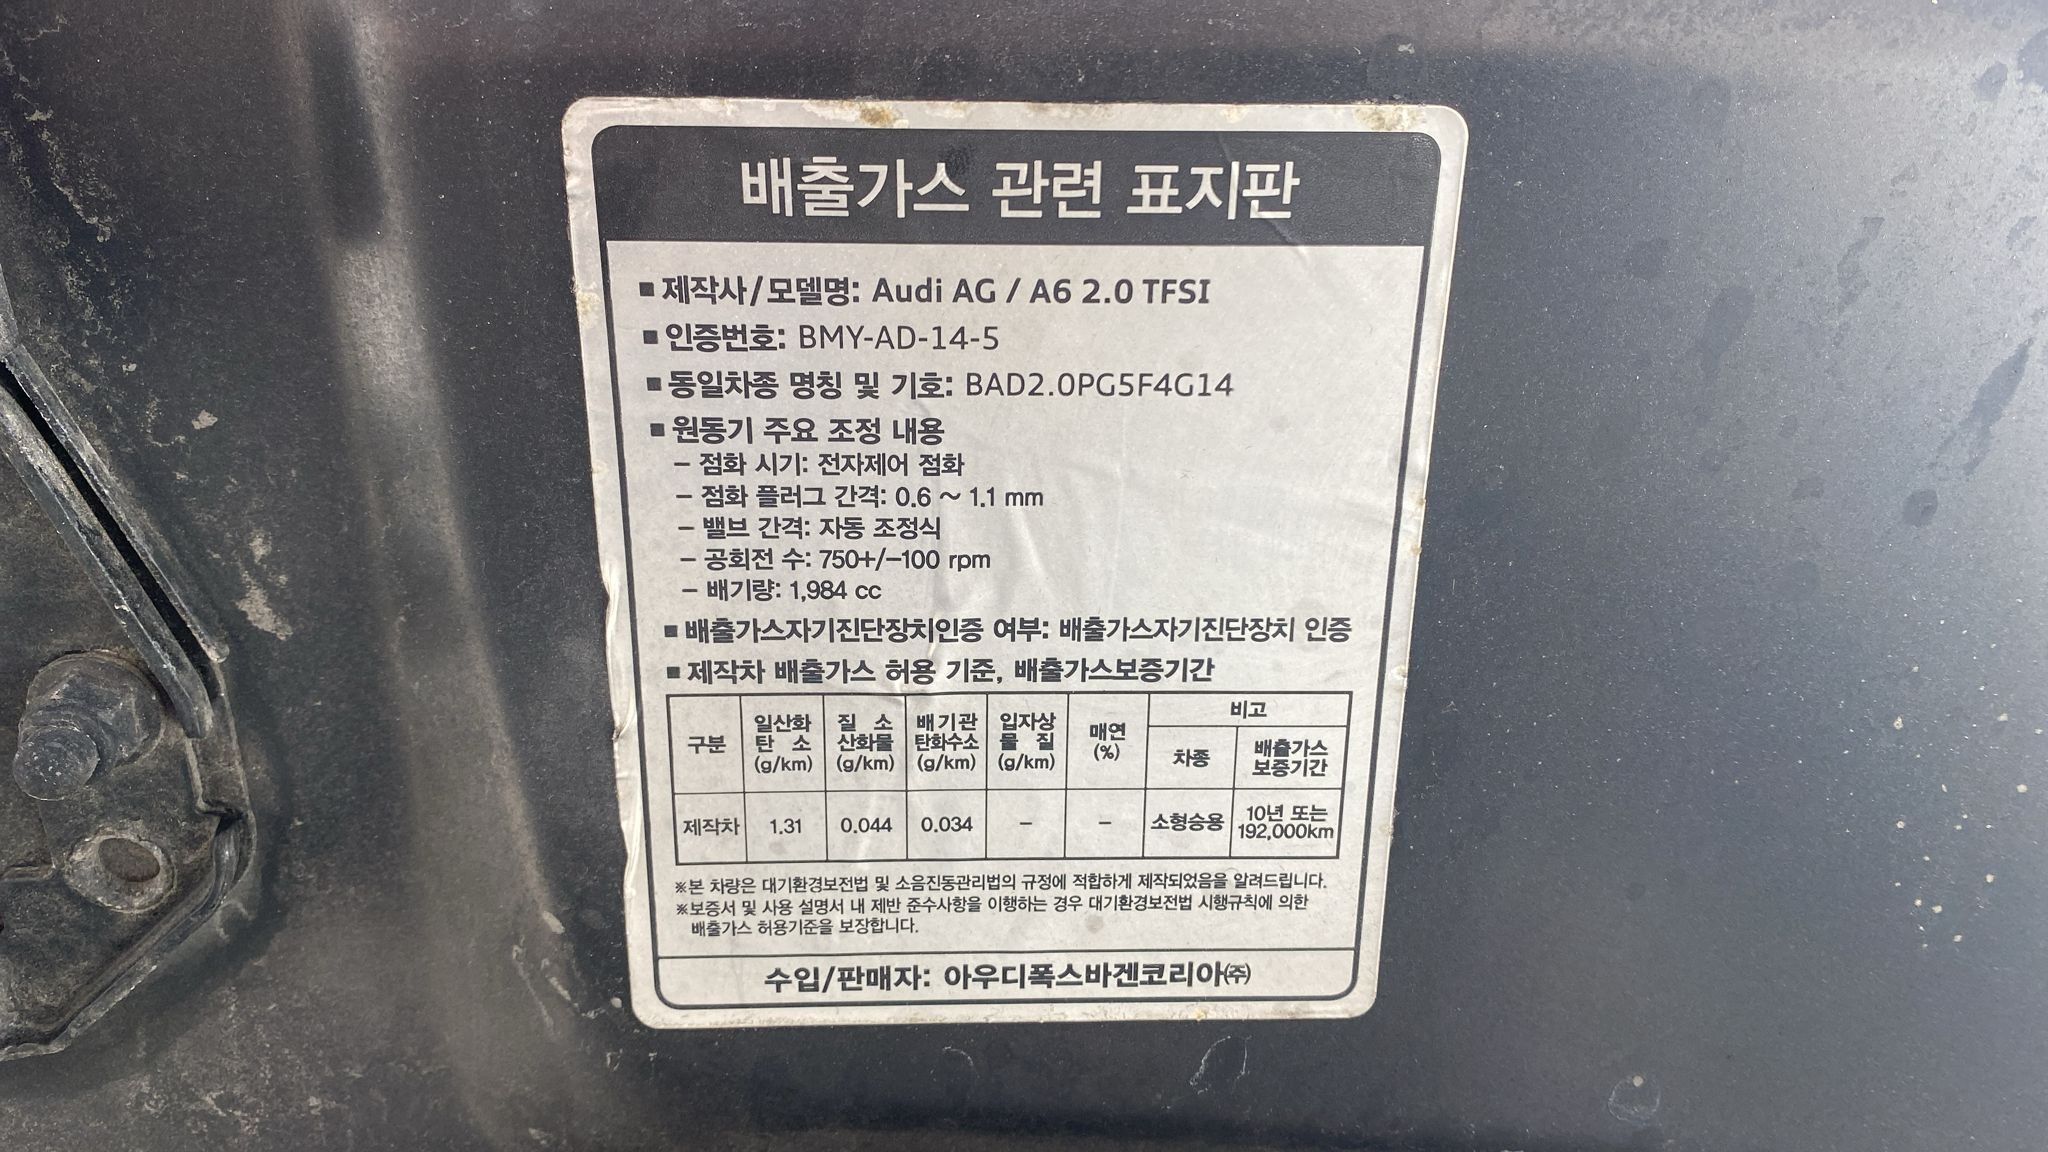 배출가스 관련 표지판
■ 제작사/모델명: Audi AG / A6 2.0 TFSI
■ 인증번호: BMY-AD-14-5
■ 동일차종 명칭 및 기호: BAD2.0PG5F4G14
■ 원동기 주요 조정 내용
– 점화 시기: 전자제어 점화
– 점화 플러그 간격: 0.6 ~ 1.1 mm
– 밸브 간격: 자동 조정식
– 공회전 수: 750+/–100 rpm
– 배기량: 1,984 cc
■ 배출가스자기진단장치인증 여부: 배출가스자기진단장치 인증
■ 제작차 배출가스 허용 기준, 배출가스보증기간
구분 일산화탄소 (g/km) 질소산화물 (g/km) 배기관탄화수소 (g/km) 입자상물질 (g/km) 매연 (%) 비고
차종 배출가스 보증기간
제작차 1.31 0.044 0.034 – – 소형승용 10년 또는 192,000km
※본 차량은 대기환경보전법 및 소음진동관리법의 규정에 적합하게 제작되었음을 알려드립니다.
※보증서 및 사용 설명서 내 제반 준수사항을 이행하는 경우 대기환경보전법 시행규칙에 의한
배출가스 허용기준을 보장합니다.
수입/판매자: 아우디폭스바겐코리아㈜